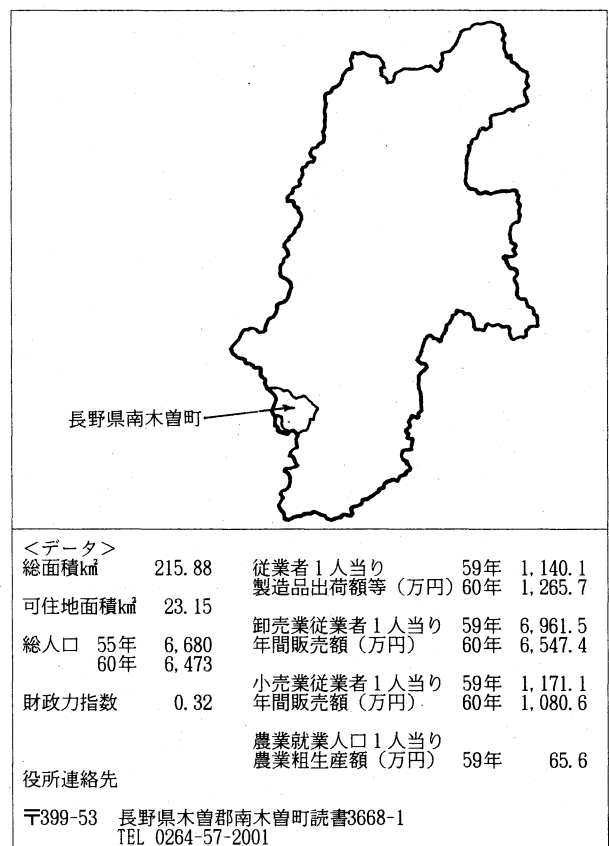 長野県南木曽町
<データ>
総面積k㎡ 215.88
可住地面積k㎡ 23.15
総人口 55年 6,680
60年 6,473
財政力指数 0.32
従業者1人当り 59年 1,140.1
製造品出荷額等(万円) 60年 1,265.7
卸売業従業者1人当り 59年 6,961.5
年間販売額(万円) 60年 6,547.4
小売業従業者1人当り 59年 1,171.1
年間販売額(万円) 60年 1,080.6
農業就業人口1人当り
農業粗生産額(万円) 59年 65.6
役所連絡先
〒399-53 長野県木曽郡南木曽町読書3668-1
TEL 0264-57-2001